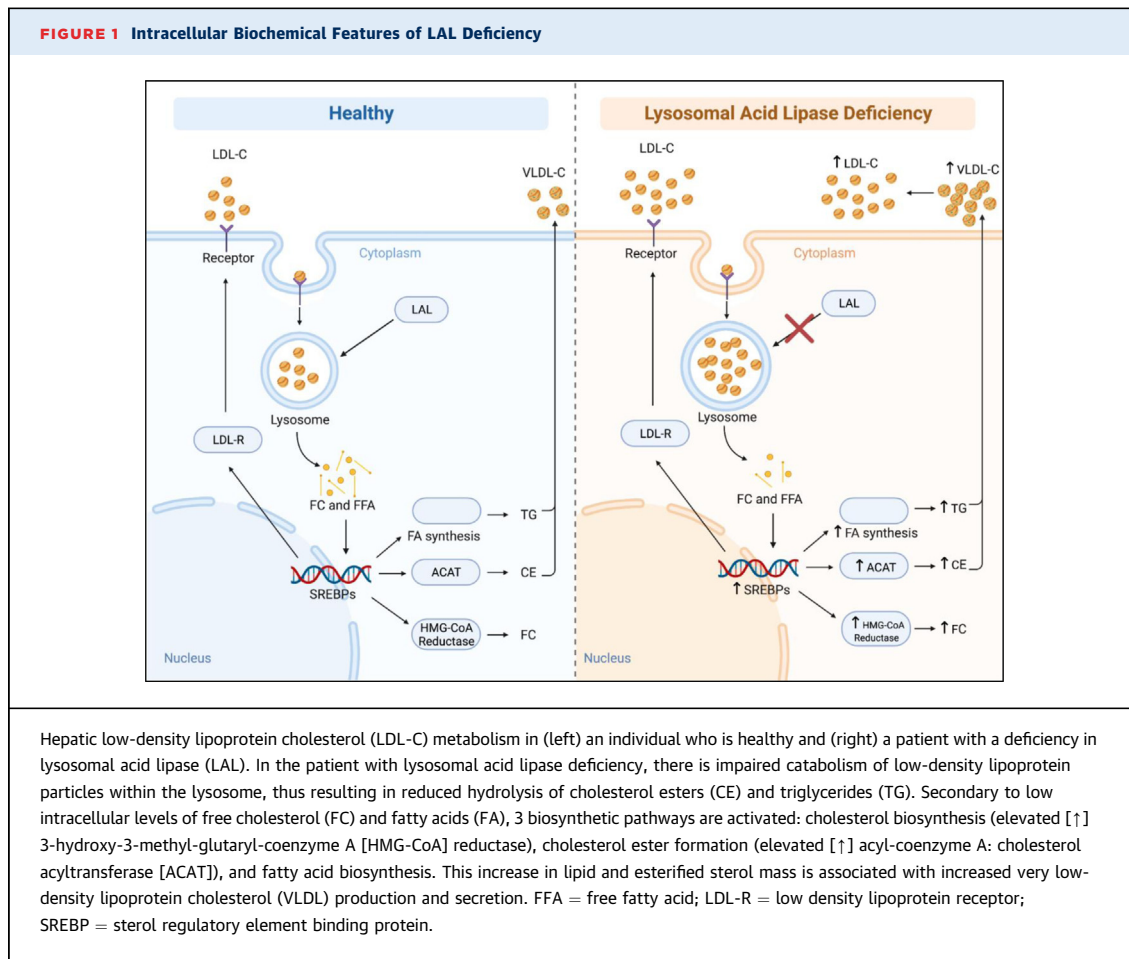 FIGURE 1 Intracellular Biochemical Features of LAL Deficiency
Healthy
LDL-C
VLDL-C
Receptor
Cytoplasm
LAL
Lysosome
LDL-R
FC and FFA
FA synthesis
TG
ACAT
CE
SREBPs
HMG-CoA
Reductase
FC
Nucleus
Lysosomal Acid Lipase Deficiency
LDL-C
↑ LDL-C
↑ VLDL-C
Receptor
Cytoplasm
LAL
Lysosome
LDL-R
FC and FFA
↑ FA synthesis
↑ TG
↑ ACAT
↑ CE
↑ SREBPs
↑ HMG-CoA
Reductase
↑ FC
Nucleus
Hepatic low-density lipoprotein cholesterol (LDL-C) metabolism in (left) an individual who is healthy and (right) a patient with a deficiency in
lysosomal acid lipase (LAL). In the patient with lysosomal acid lipase deficiency, there is impaired catabolism of low-density lipoprotein
particles within the lysosome, thus resulting in reduced hydrolysis of cholesterol esters (CE) and triglycerides (TG). Secondary to low
intracellular levels of free cholesterol (FC) and fatty acids (FA), 3 biosynthetic pathways are activated: cholesterol biosynthesis (elevated [↑]
3-hydroxy-3-methyl-glutaryl-coenzyme A [HMG-CoA] reductase), cholesterol ester formation (elevated [↑] acyl-coenzyme A: cholesterol
acyltransferase [ACAT]), and fatty acid biosynthesis. This increase in lipid and esterified sterol mass is associated with increased very low-
density lipoprotein cholesterol (VLDL) production and secretion. FFA = free fatty acid; LDL-R = low density lipoprotein receptor;
SREBP = sterol regulatory element binding protein.